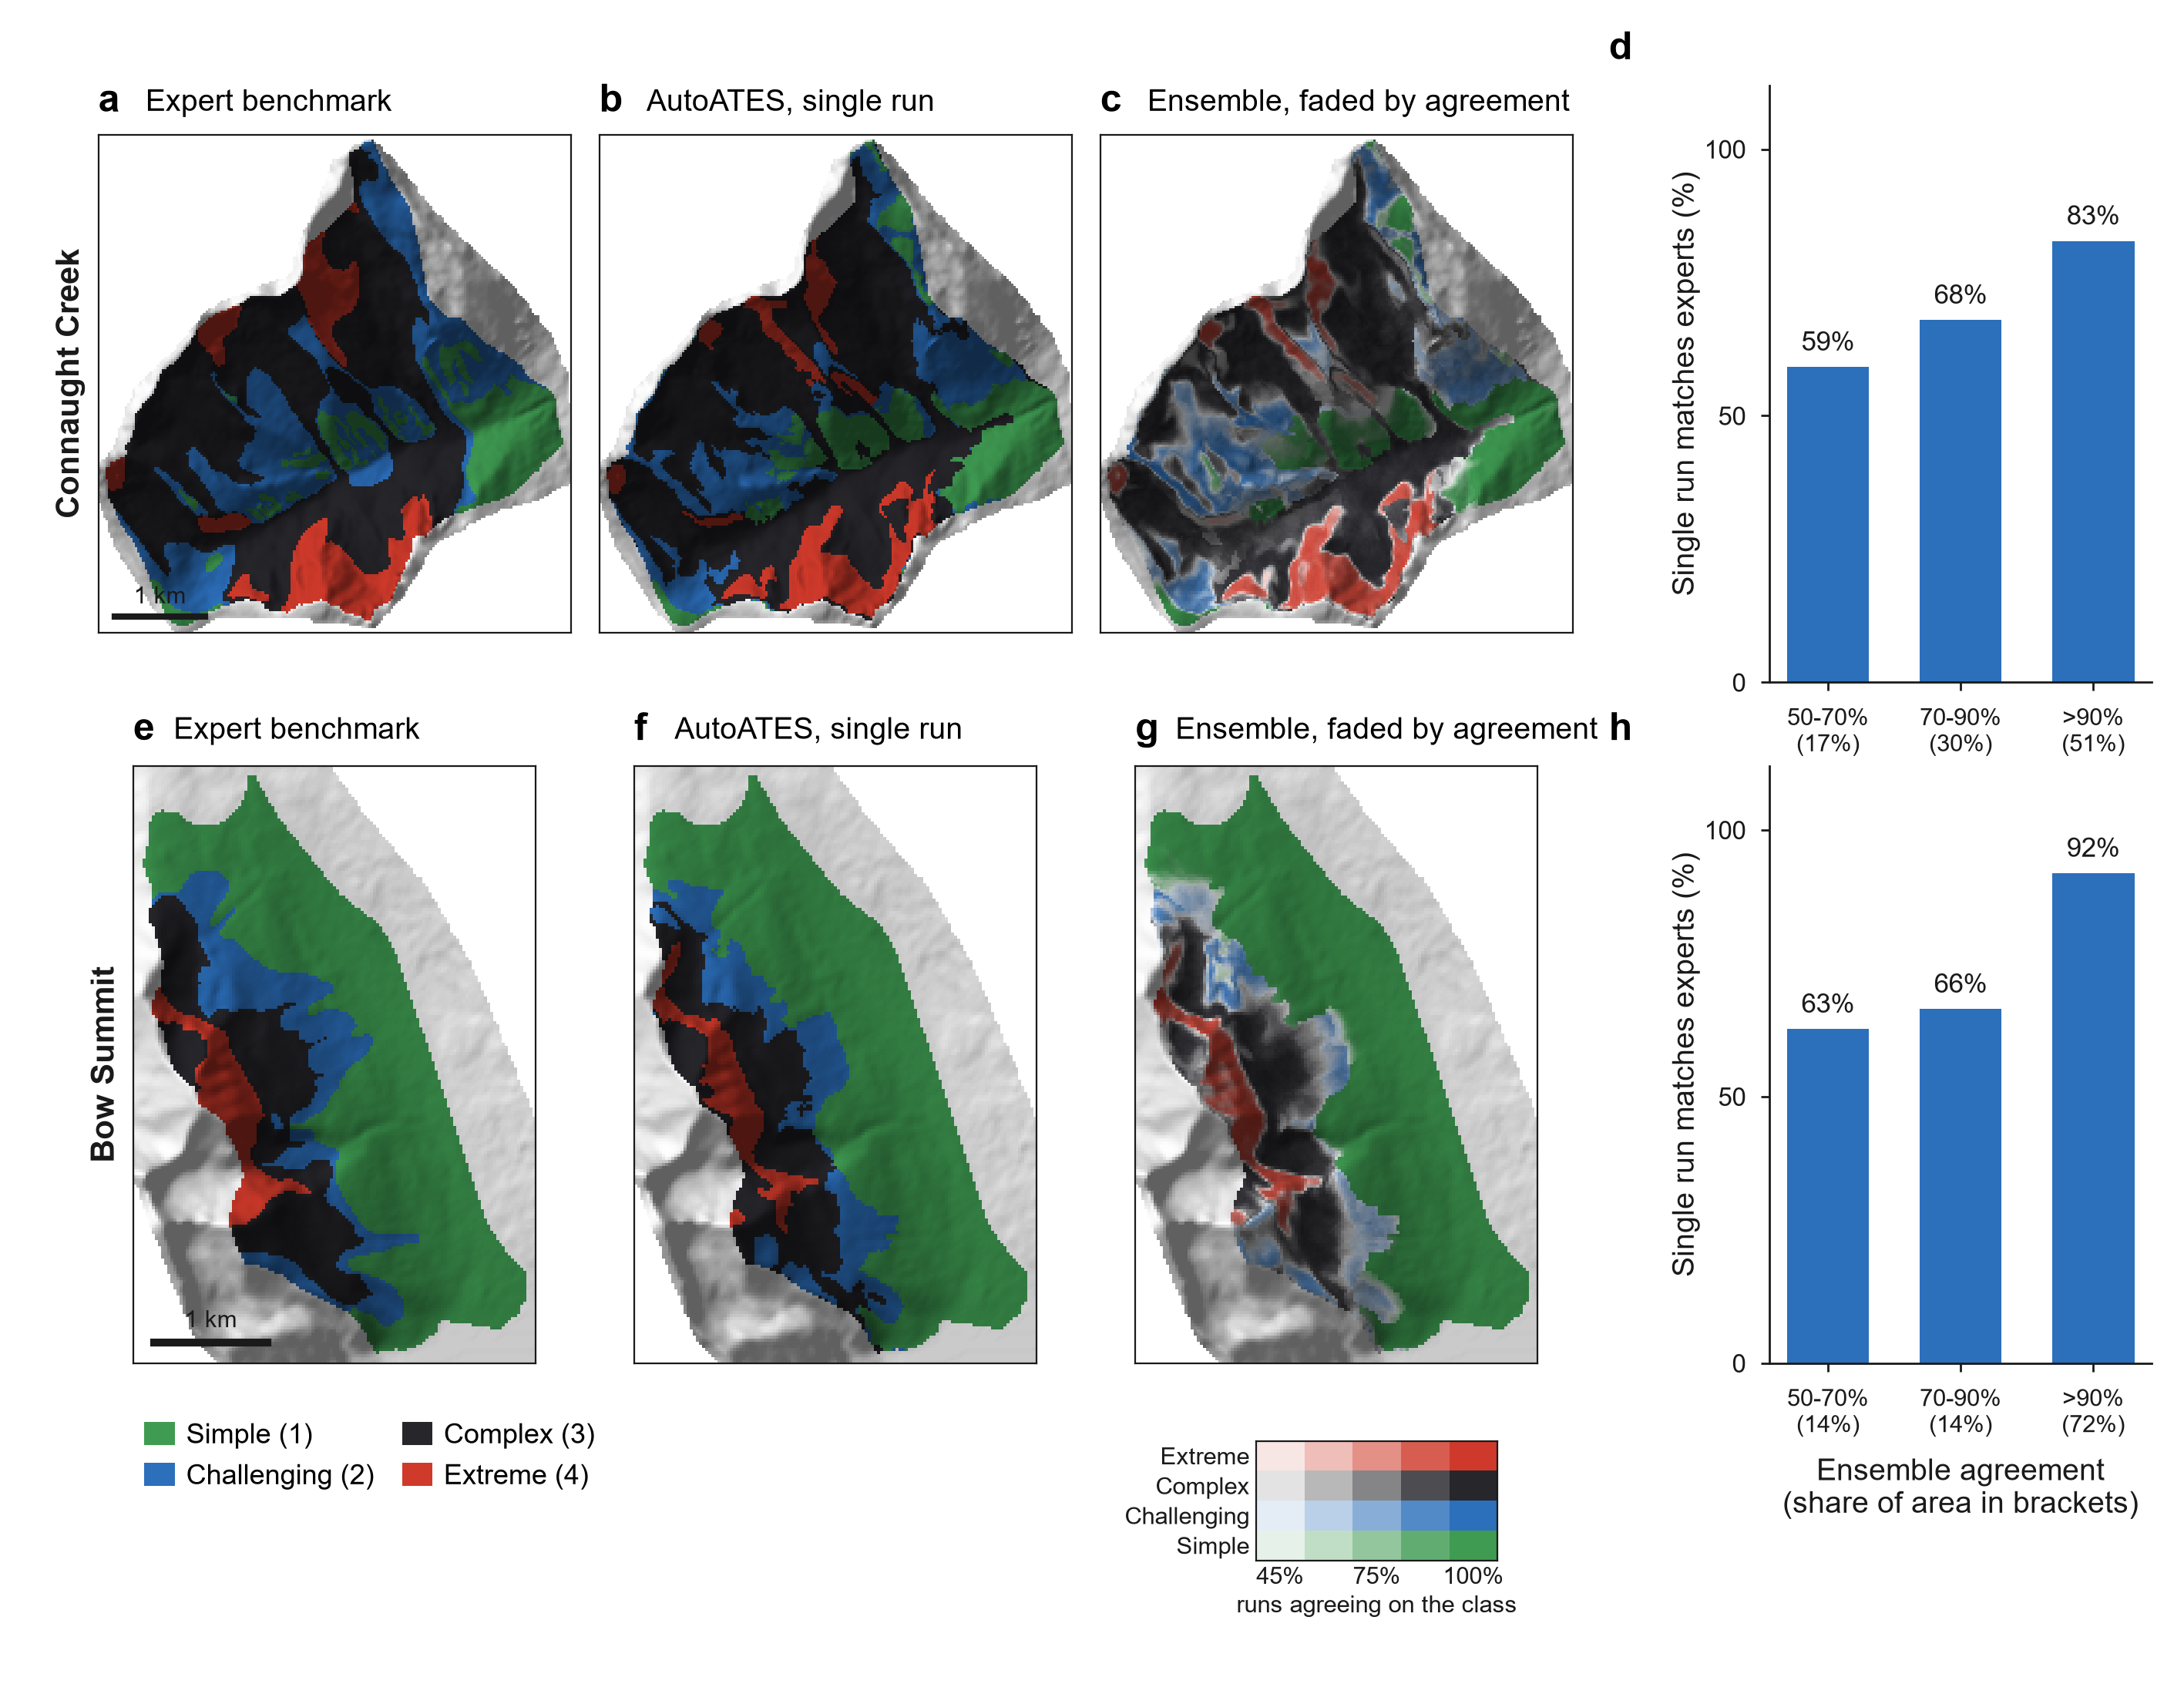 d
a Expert benchmark
b AutoATES, single run
c Ensemble, faded by agreement
Connaught Creek
1 km
Single run matches experts (%)
100
50
0
59%
68%
83%
50-70%
(17%)
70-90%
(30%)
>90%
(51%)
e Expert benchmark
f AutoATES, single run
g Ensemble, faded by agreement
h
Bow Summit
1 km
Single run matches experts (%)
100
50
0
63%
66%
92%
50-70%
(14%)
70-90%
(14%)
>90%
(72%)
Ensemble agreement
(share of area in brackets)
Simple (1)
Challenging (2)
Complex (3)
Extreme (4)
Extreme
Complex
Challenging
Simple
45% 75% 100%
runs agreeing on the class